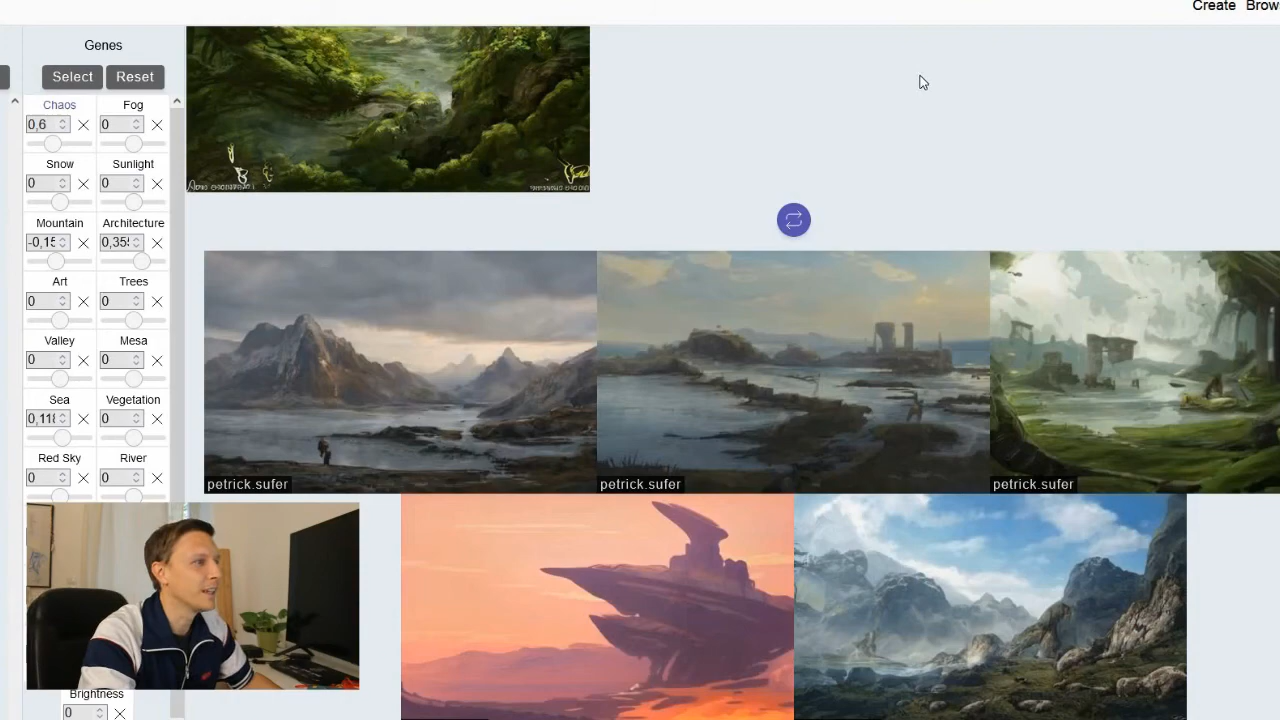 Create Brow
Genes
Select Reset
Chaos Fog
0,6 0
Snow Sunlight
0 0
Mountain Architecture
-0,15 0,35
Art Trees
0 0
Valley Mesa
0 0
Sea Vegetation
0,118 0
Red Sky River
0 0
petrick.sufer petrick.sufer petrick.sufer
Brightness
0